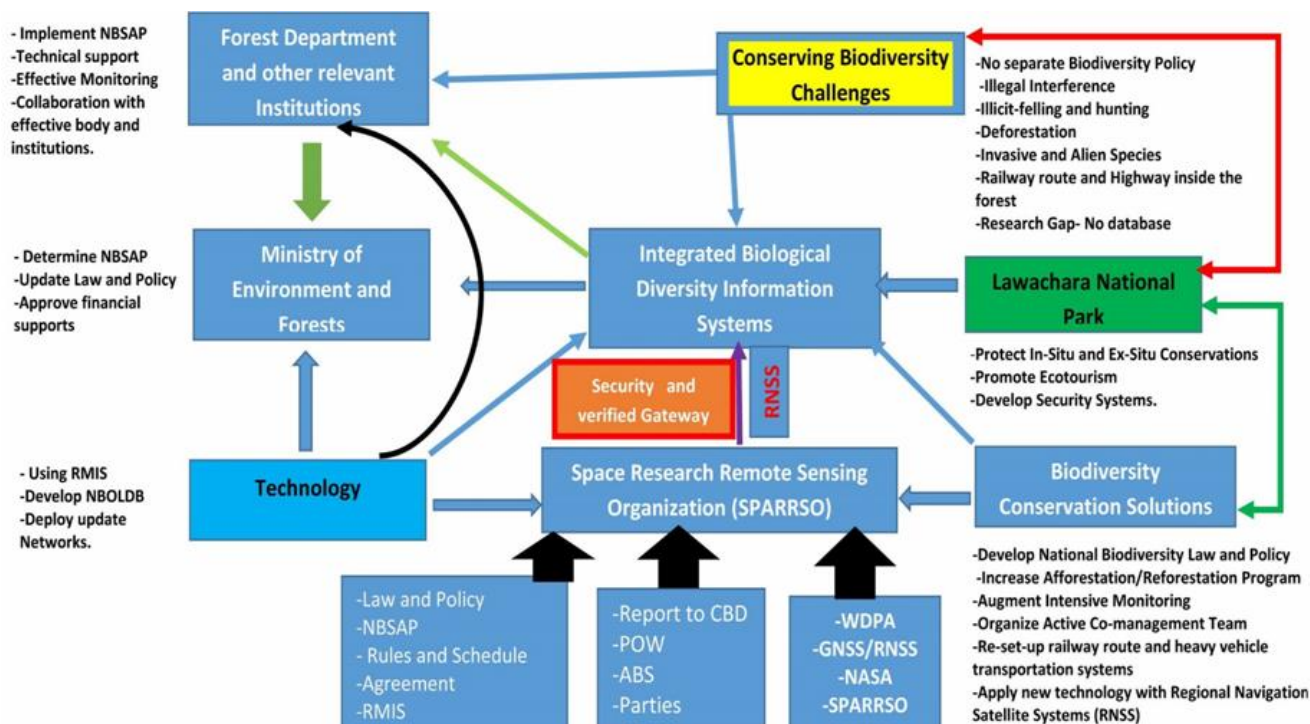 - Implement NBSAP
-Technical support
-Effective Monitoring
-Collaboration with
effective body and
institutions.
Forest Department
and other relevant
Institutions
Conserving Biodiversity
Challenges
-No separate Biodiversity Policy
-Illegal Interference
-Illicit-felling and hunting
-Deforestation
-Invasive and Alien Species
-Railway route and Highway inside the
forest
-Research Gap- No database
- Determine NBSAP
-Update Law and Policy
-Approve financial
supports
Ministry of
Environment and
Forests
Integrated Biological
Diversity Information
Systems
Lawachara National
Park
-Protect In-Situ and Ex-Situ Conservations
-Promote Ecotourism
-Develop Security Systems.
Security and
verified Gateway
RNSS
- Using RMIS
-Develop NBOLDB
-Deploy update
Networks.
Technology
Space Research Remote Sensing
Organization (SPARRSO)
Biodiversity
Conservation Solutions
-Law and Policy
-NBSAP
- Rules and Schedule
-Agreement
-RMIS
-Report to CBD
-POW
-ABS
-Parties
-WDPA
-GNSS/RNSS
-NASA
-SPARRSO
-Develop National Biodiversity Law and Policy
-Increase Afforestation/Reforestation Program
-Augment Intensive Monitoring
-Organize Active Co-management Team
-Re-set-up railway route and heavy vehicle
transportation systems
-Apply new technology with Regional Navigation
Satellite Systems (RNSS)